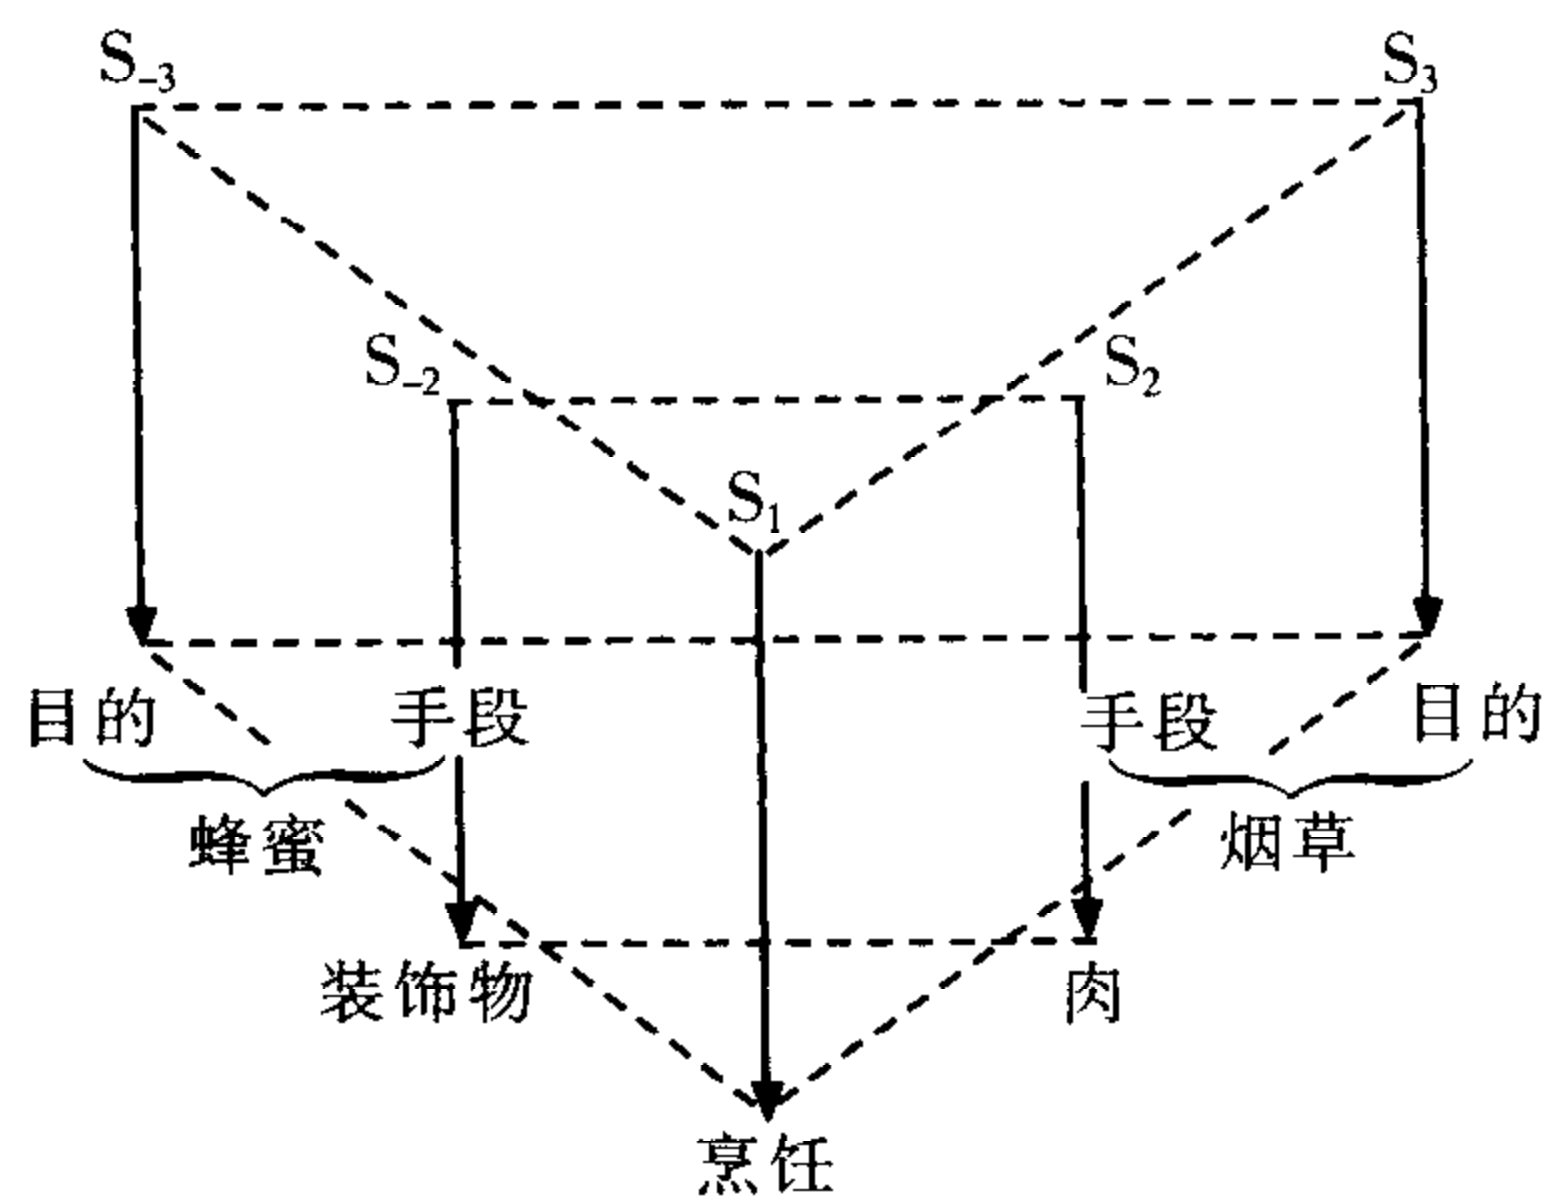 S₋₃ S₃
S₋₂ S₂
S₁
目的 手段 手段 目的
蜂蜜 烟草
装饰物 肉
烹饪